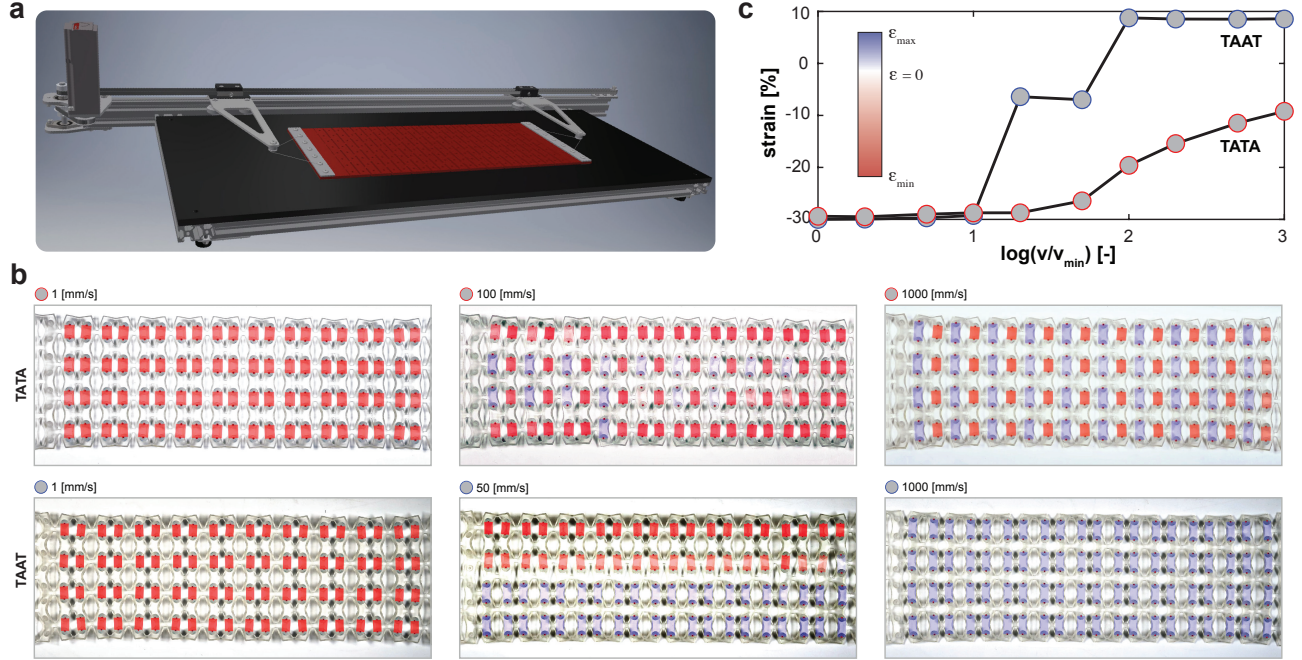 a
c
10
0
-10
-20
-30
strain [%]
ε_max
ε = 0
ε_min
TAAT
TATA
0
1
2
3
log(v/v_min) [-]
b
1 [mm/s]
100 [mm/s]
1000 [mm/s]
TATA
1 [mm/s]
50 [mm/s]
1000 [mm/s]
TAAT